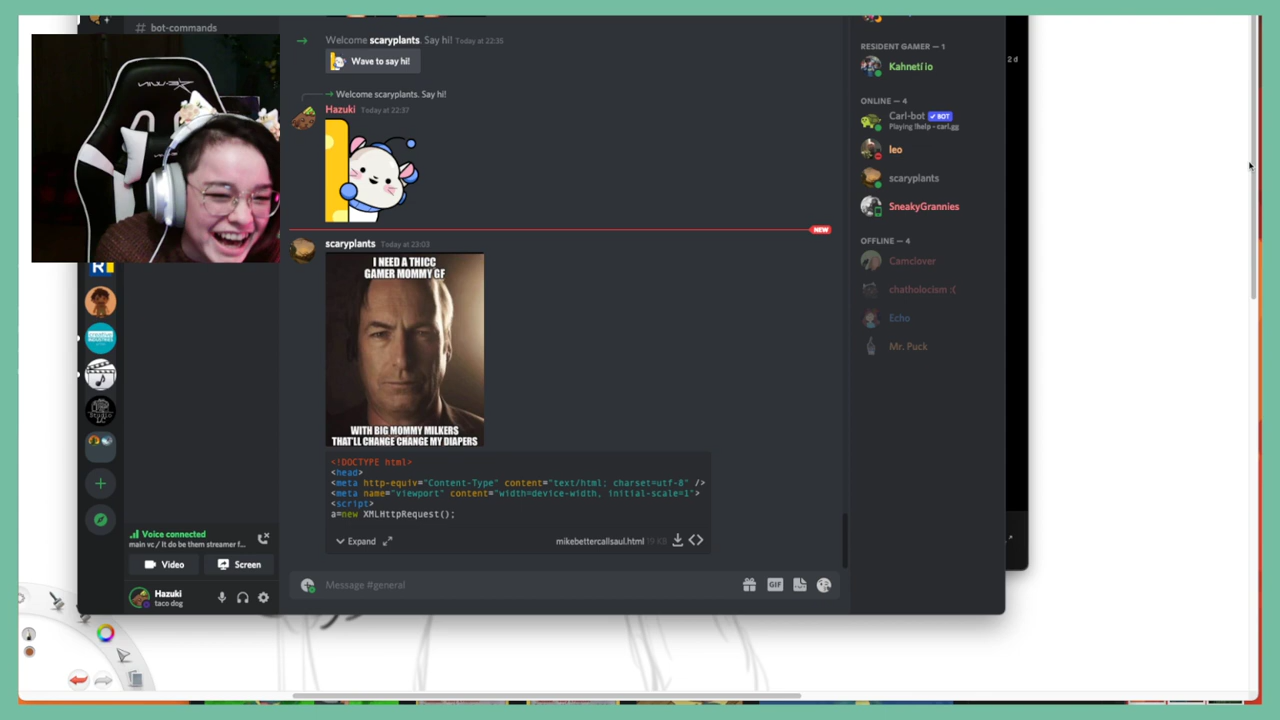 # bot-commands
Welcome scaryplants. Say hi! Today at 22:35
Wave to say hi!
Welcome scaryplants. Say hi!
Hazuki Today at 22:37
NEW
scaryplants Today at 23:03
I NEED A THICC
GAMER MOMMY GF
WITH BIG MOMMY MILKERS
THAT'LL CHANGE CHANGE MY DIAPERS
<!DOCTYPE html>
<head>
<meta http-equiv="Content-Type" content="text/html; charset=utf-8" />
<meta name="viewport" content="width=device-width, initial-scale=1">
<script>
a=new XMLHttpRequest();
Expand
mikebettercallsaul.html 19 KB
Message #general
GIF
Voice connected
main vc / It do be them streamer f...
Video
Screen
Hazuki
taco dog
RESIDENT GAMER — 1
Kahneti io
ONLINE — 4
Carl-bot BOT
Playing !help - carl.gg
leo
scaryplants
SneakyGrannies
OFFLINE — 4
Camclover
chatholocism :(
Echo
Mr. Puck
2 d